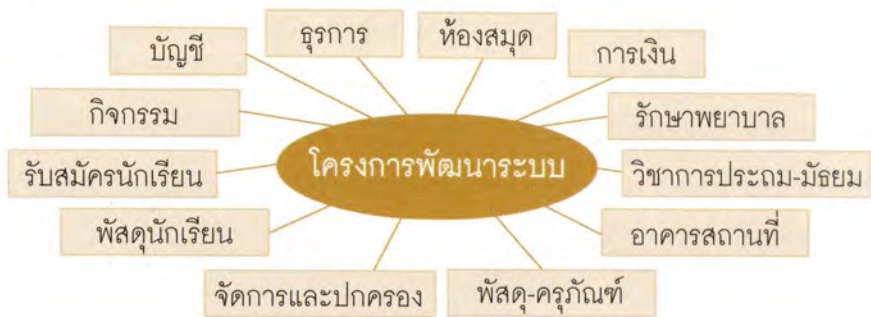 ธุรการ
ห้องสมุด
บัญชี
การเงิน
กิจกรรม
รักษาพยาบาล
โครงการพัฒนาระบบ
รับสมัครนักเรียน
วิชาการประถม-มัธยม
พัสดุนักเรียน
อาคารสถานที่
จัดการและปกครอง
พัสดุ-ครุภัณฑ์